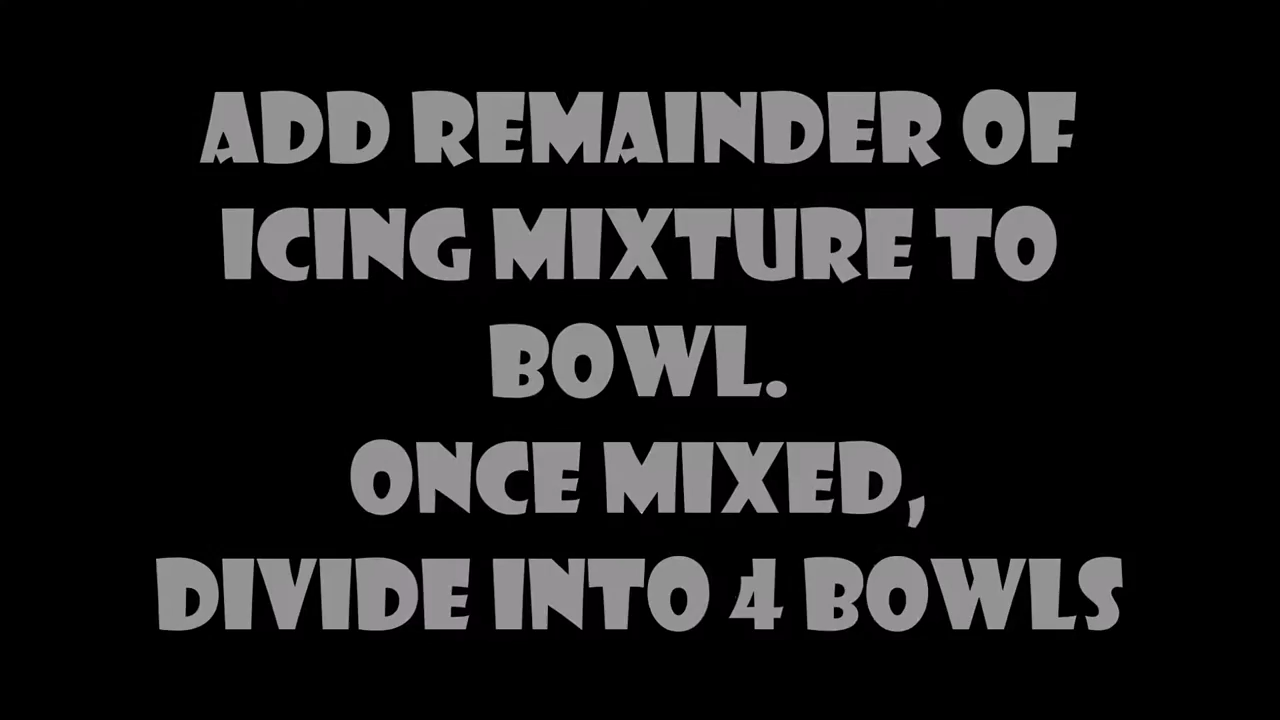 ADD REMAINDER OF
ICING MIXTURE TO
BOWL.
ONCE MIXED,
DIVIDE INTO 4 BOWLS